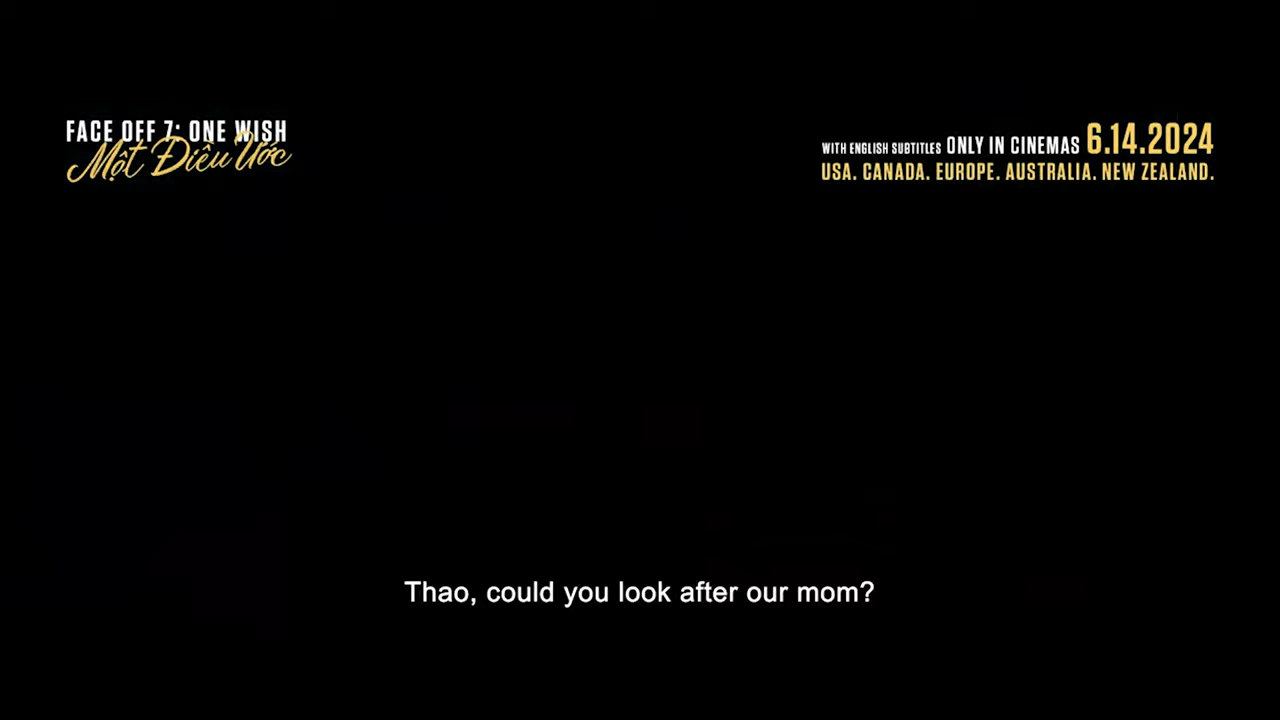 FACE OFF 7: ONE WISH
Một Điều Ước
WITH ENGLISH SUBTITLES ONLY IN CINEMAS 6.14.2024
USA. CANADA. EUROPE. AUSTRALIA. NEW ZEALAND.
Thao, could you look after our mom?